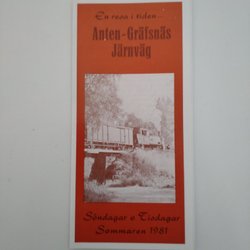 En resa i tiden -
Anten-Gräfsnäs
Järnväg
Söndagar o Tisdagar
Sommaren 1981